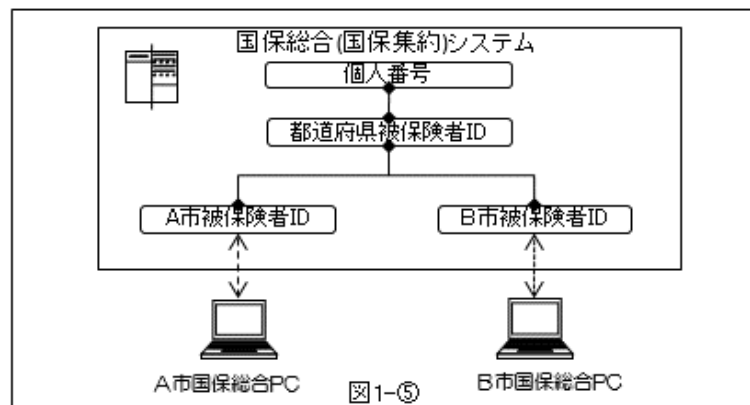 国保総合(国保集約)システム
個人番号
都道府県被保険者ID
A市被保険者ID
B市被保険者ID
A市国保総合PC
B市国保総合PC
図1-⑤